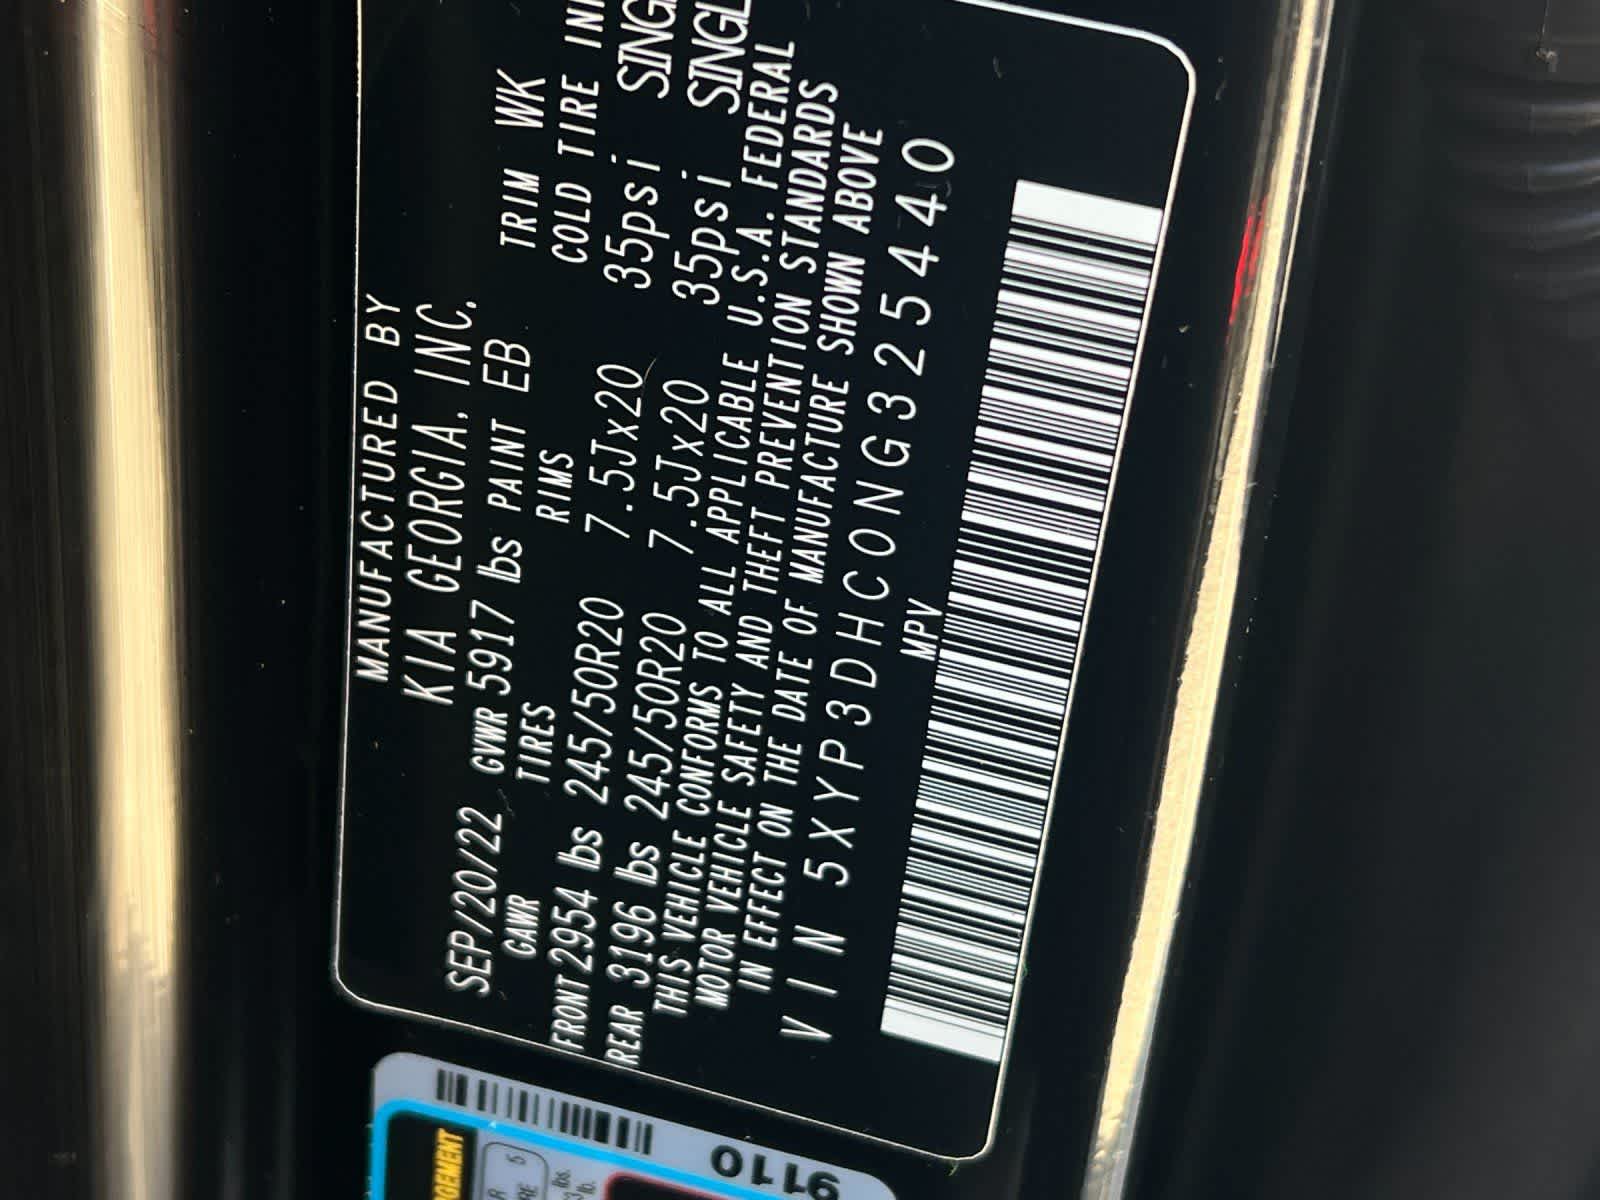 MANUFACTURED BY
KIA GEORGIA, INC.
SEP/20/22 GVWR 5917 lbs PAINT EB TRIM WK
GAWR TIRES RIMS COLD TIRE
FRONT 2954 lbs 245/50R20 7.5Jx20 35psi
REAR 3196 lbs 245/50R20 7.5Jx20 35psi
THIS VEHICLE CONFORMS TO ALL APPLICABLE U.S.A. FEDERAL
MOTOR VEHICLE SAFETY AND THEFT PREVENTION STANDARDS
IN EFFECT ON THE DATE OF MANUFACTURE SHOWN ABOVE
VIN 5XYP3DHC0NG325440
MPV
9110